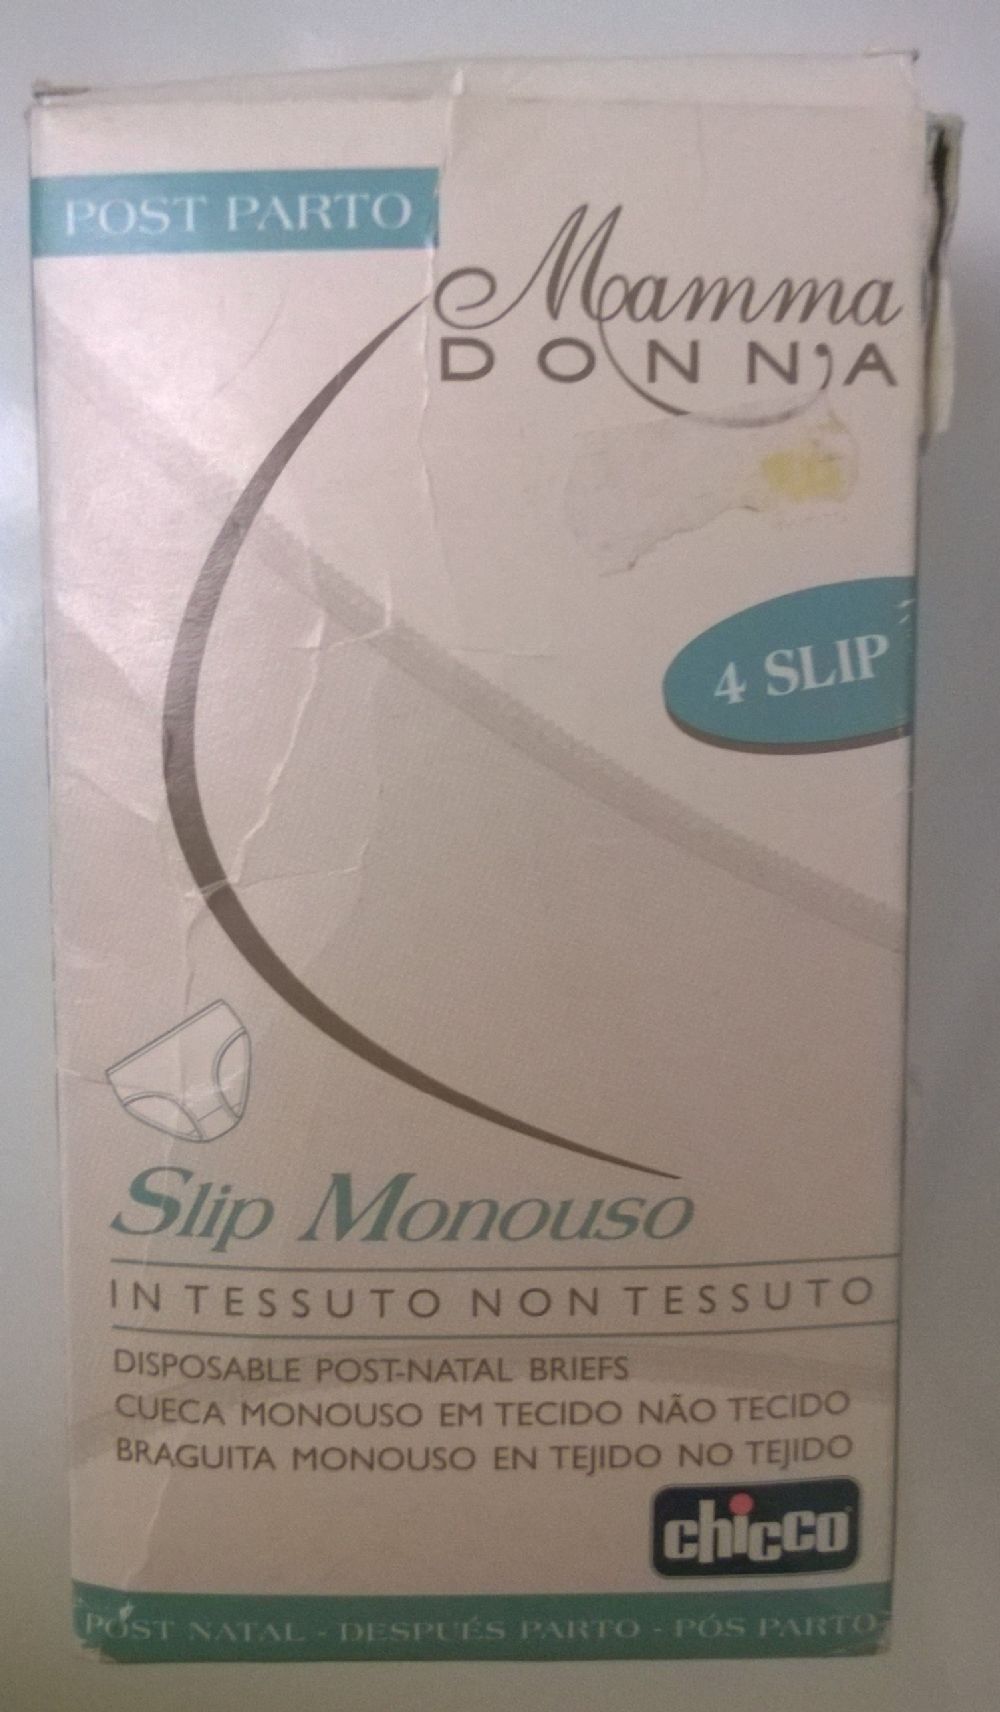 POST PARTO
Mamma
DONNA
4 SLIP
Slip Monouso
IN TESSUTO NON TESSUTO
DISPOSABLE POST-NATAL BRIEFS
CUECA MONOUSO EM TECIDO NÃO TECIDO
BRAGUITA MONOUSO EN TEJIDO NO TEJIDO
chicco
POST NATAL - DESPUÉS PARTO - PÓS PARTO